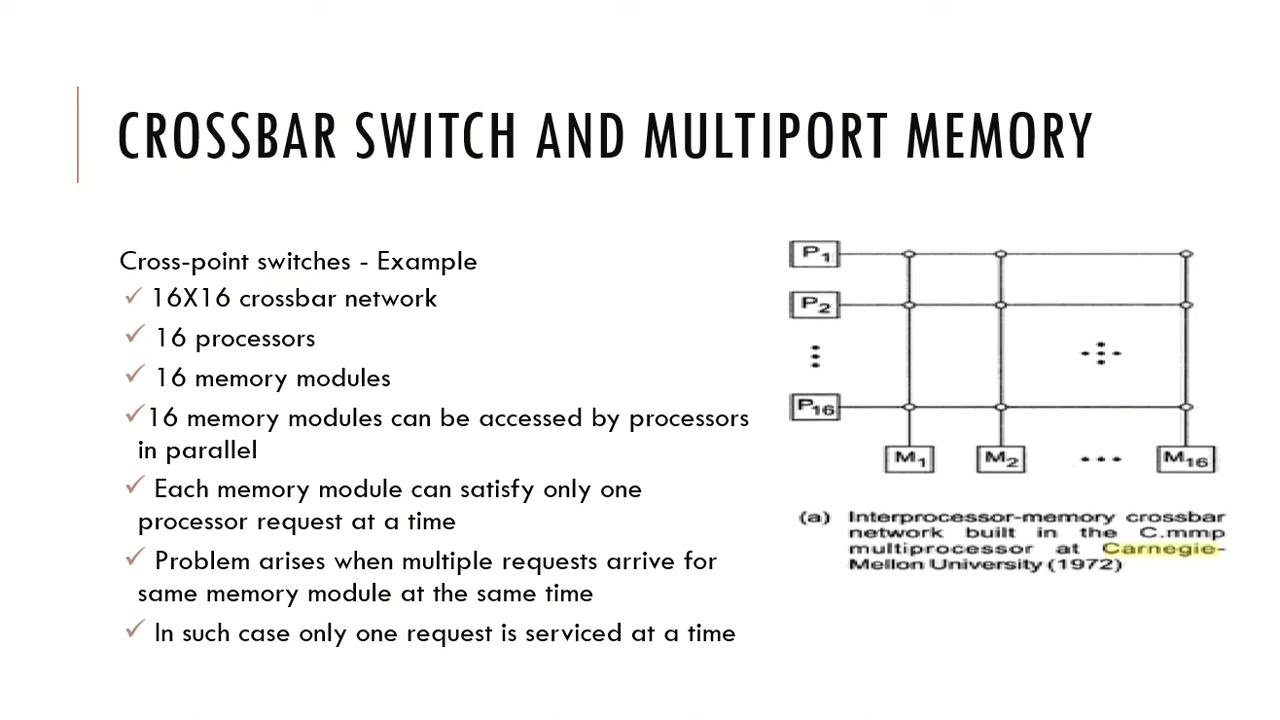 CROSSBAR SWITCH AND MULTIPORT MEMORY
Cross-point switches - Example
✓ 16X16 crossbar network
✓ 16 processors
✓ 16 memory modules
✓16 memory modules can be accessed by processors
in parallel
✓ Each memory module can satisfy only one
processor request at a time
✓ Problem arises when multiple requests arrive for
same memory module at the same time
✓ In such case only one request is serviced at a time
P1
P2
P16
M1 M2 M16
(a) Interprocessor-memory crossbar
network built in the C.mmp
multiprocessor at Carnegie-
Mellon University (1972)